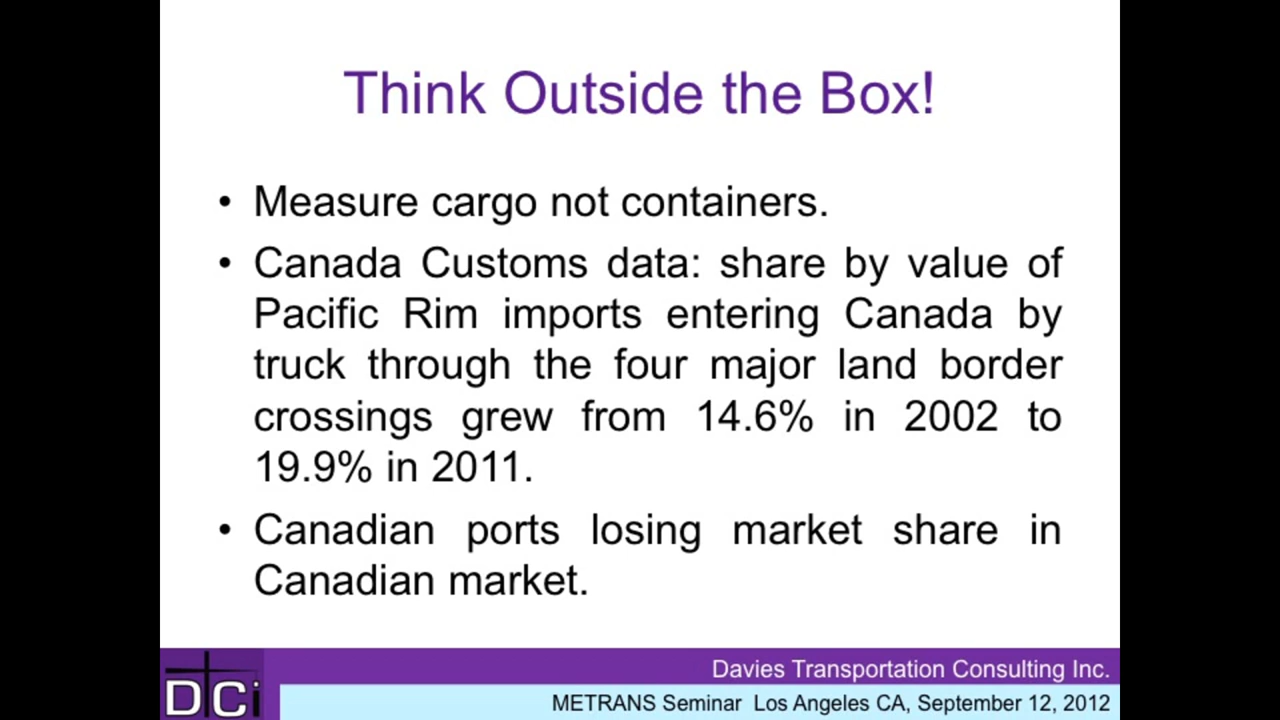 Think Outside the Box!
• Measure cargo not containers.
• Canada Customs data: share by value of
Pacific Rim imports entering Canada by
truck through the four major land border
crossings grew from 14.6% in 2002 to
19.9% in 2011.
• Canadian ports losing market share in
Canadian market.
Davies Transportation Consulting Inc.
DTCi
METRANS Seminar Los Angeles CA, September 12, 2012